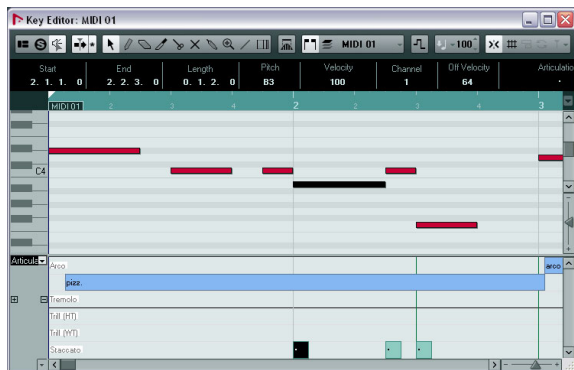 Key Editor: MIDI 01
MIDI 01
100
Start End Length Pitch Velocity Channel Off Velocity Articulatio
2. 1. 1. 0 2. 2. 3. 0 0. 1. 2. 0 B3 100 1 64
MIDI 01 2 3 4 2 2 3 4 3
C4
Articula
Arco arco
pizz.
Tremolo
Trill (HT)
Trill (WT)
Staccato